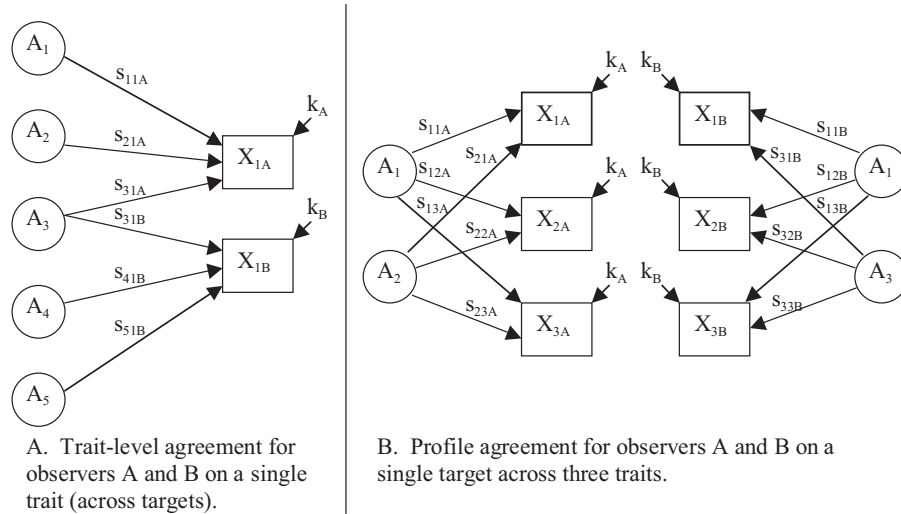 A1
s11A
kA
A2
s21A
X1A
s31A
A3
s31B
kB
X1B
s41B
A4
s51B
A5
A. Trait-level agreement for
observers A and B on a single
trait (across targets).
kA kB
X1A X1B
s11A s11B
s21A s31B
A1 s12A kA kB s12B A1
s13A s13B
X2A X2B
s22A s32B
A2 kA kB A3
s23A s33B
X3A X3B
B. Profile agreement for observers A and B on a
single target across three traits.